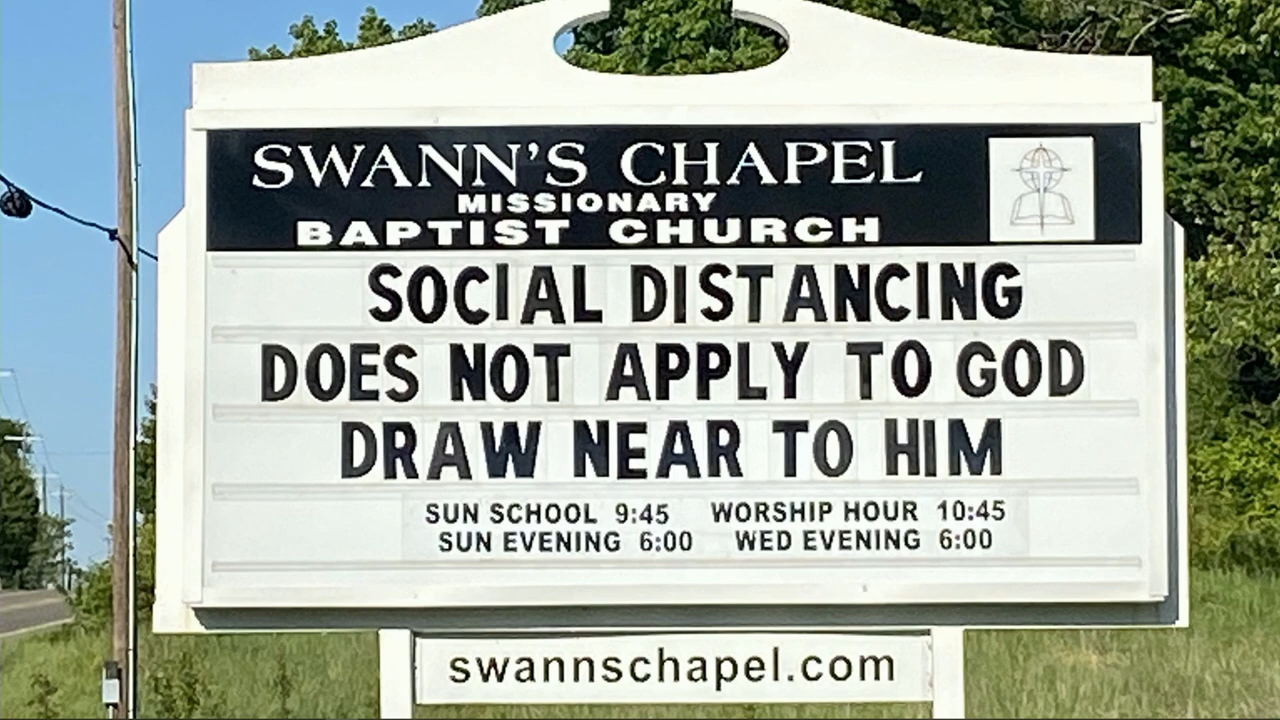 SWANN'S CHAPEL
MISSIONARY
BAPTIST CHURCH
SOCIAL DISTANCING
DOES NOT APPLY TO GOD
DRAW NEAR TO HIM
SUN SCHOOL 9:45 WORSHIP HOUR 10:45
SUN EVENING 6:00 WED EVENING 6:00
swannschapel.com